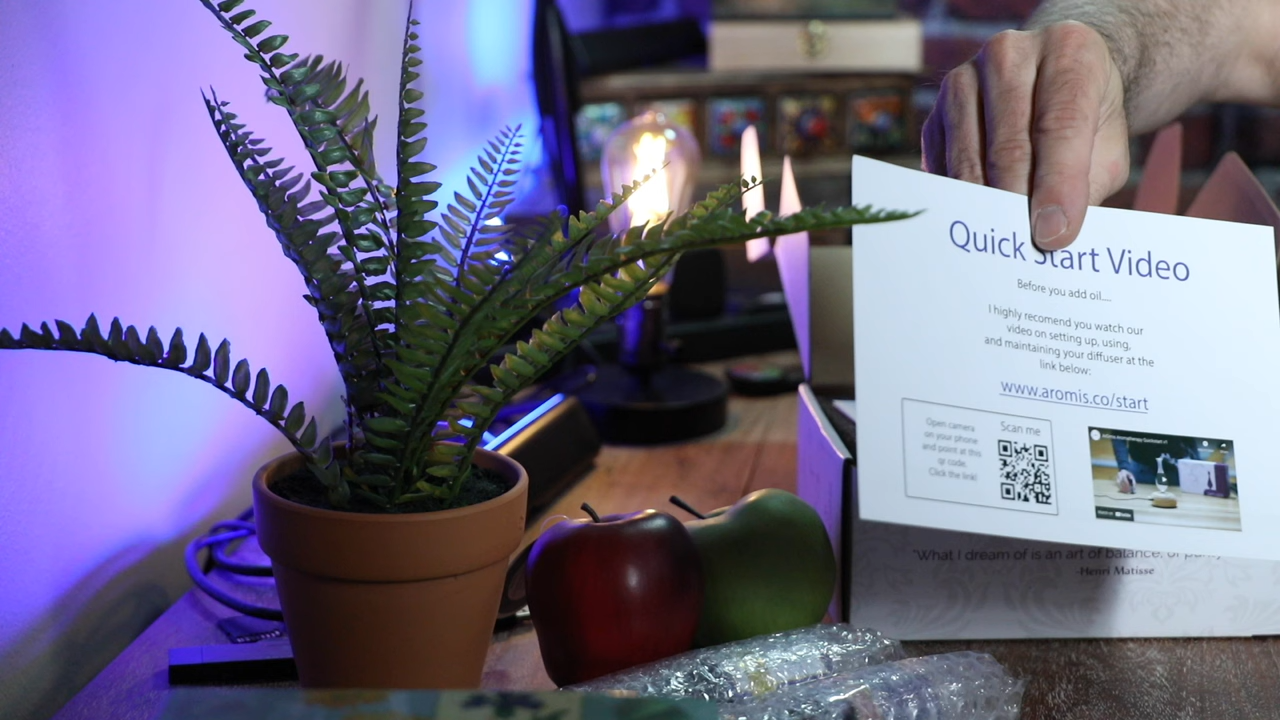 Quick Start Video
Before you add oil....
I highly recomend you watch our
video on setting up, using,
and maintaining your diffuser at the
link below:
www.aromis.co/start
Open camera
on your phone
and point at this
qr code.
Click the link!
Scan me
"What I dream of is an art of balance, of
-Henri Matisse